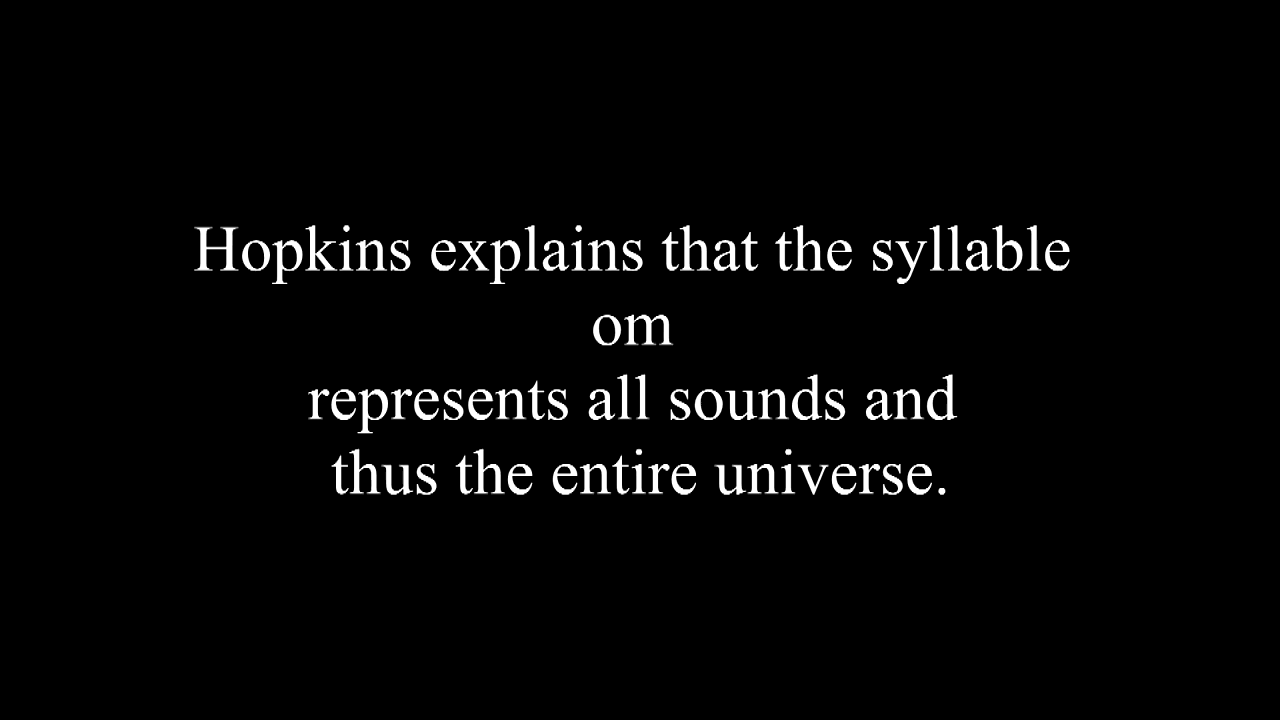 Hopkins explains that the syllable
om
represents all sounds and
thus the entire universe.